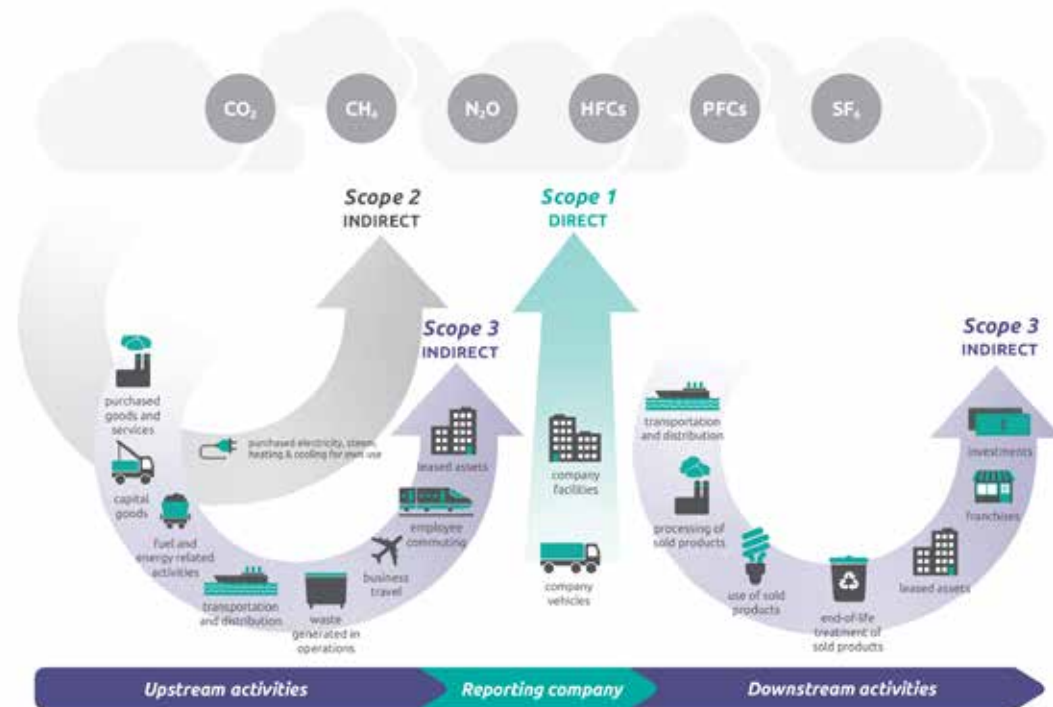 CO₂
CH₄
N₂O
HFCs
PFCs
SF₆
Scope 2
INDIRECT
Scope 1
DIRECT
Scope 3
INDIRECT
Scope 3
INDIRECT
purchased
goods and
services
capital
goods
fuel and
energy related
activities
purchased electricity, steam,
heating & cooling for own use
transportation
and distribution
waste
generated in
operations
business
travel
employee
commuting
leased assets
company
facilities
company
vehicles
transportation
and distribution
processing of
sold products
use of sold
products
end-of-life
treatment of
sold products
leased assets
franchises
investments
Upstream activities
Reporting company
Downstream activities